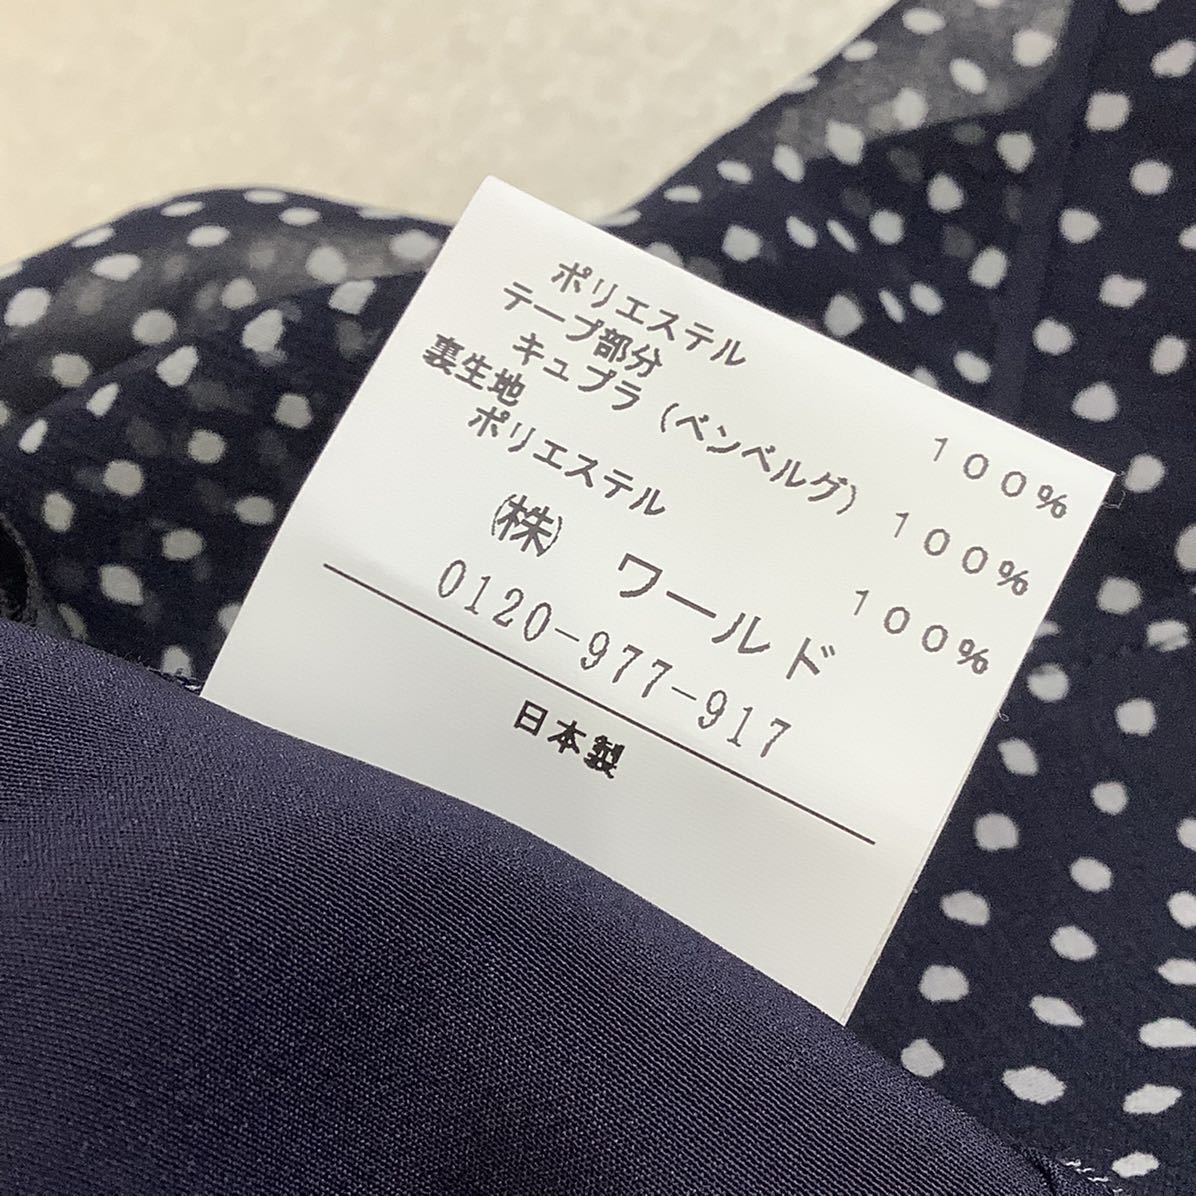 ポリエステル 100%
テープ部分
キュプラ (ベンベルグ) 100%
裏生地
ポリエステル 100%
(株) ワールド
0120-977-917
日本製